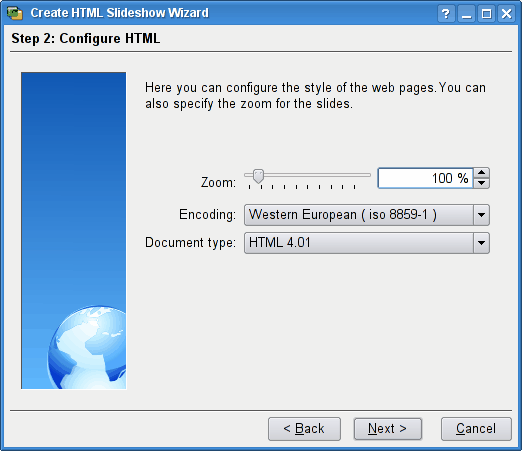 Create HTML Slideshow Wizard
Step 2: Configure HTML
Here you can configure the style of the web pages. You can
also specify the zoom for the slides.
Zoom: 100 %
Encoding: Western European ( iso 8859-1 )
Document type: HTML 4.01
< Back Next > Cancel